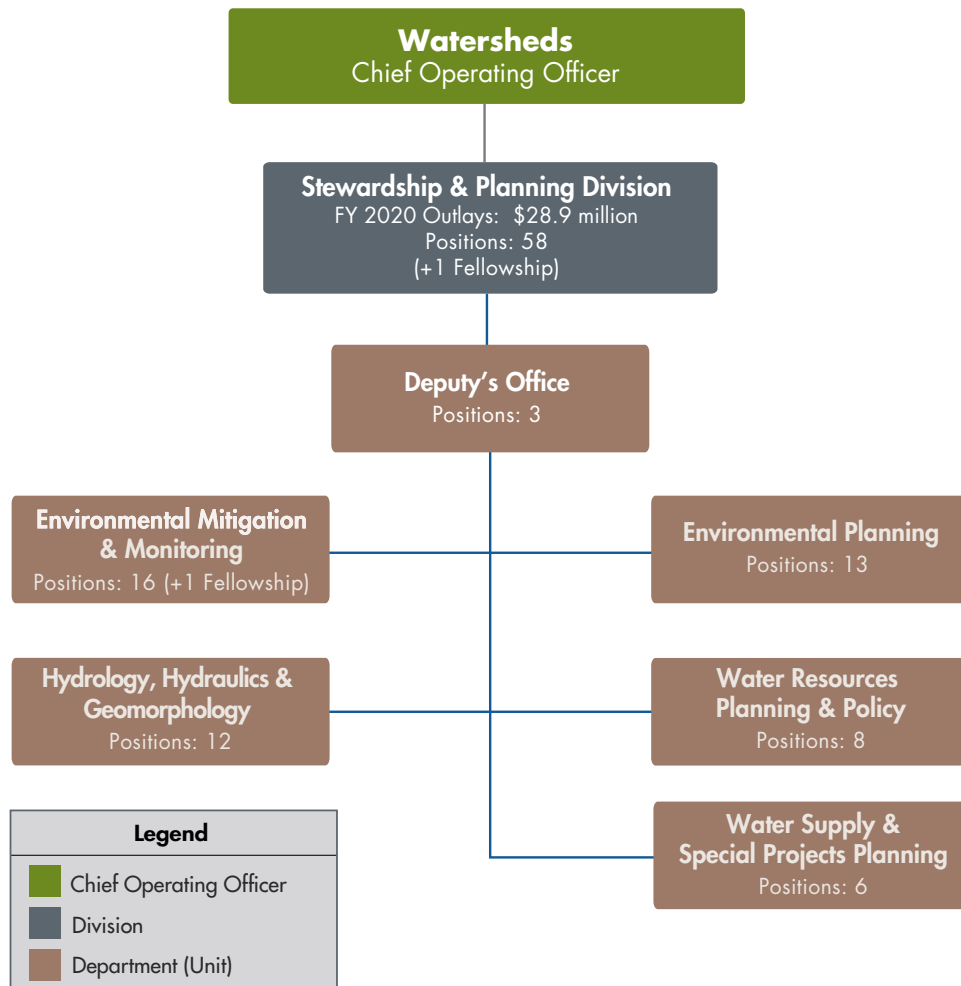 Watersheds
Chief Operating Officer
Stewardship & Planning Division
FY 2020 Outlays: $28.9 million
Positions: 58
(+1 Fellowship)
Deputy’s Office
Positions: 3
Environmental Mitigation
& Monitoring
Positions: 16 (+1 Fellowship)
Environmental Planning
Positions: 13
Hydrology, Hydraulics &
Geomorphology
Positions: 12
Water Resources
Planning & Policy
Positions: 8
Water Supply &
Special Projects Planning
Positions: 6
Legend
Chief Operating Officer
Division
Department (Unit)